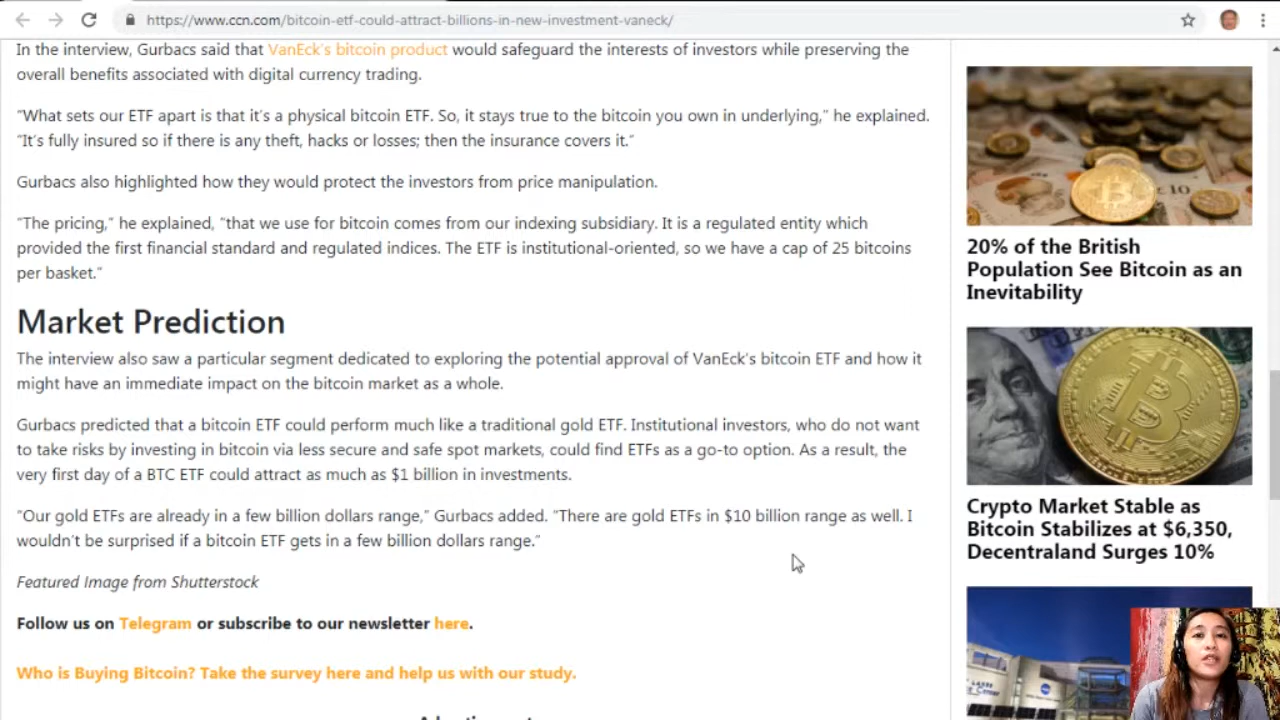 https://www.ccn.com/bitcoin-etf-could-attract-billions-in-new-investment-vaneck/
In the interview, Gurbacs said that VanEck's bitcoin product would safeguard the interests of investors while preserving the
overall benefits associated with digital currency trading.
“What sets our ETF apart is that it's a physical bitcoin ETF. So, it stays true to the bitcoin you own in underlying,” he explained.
“It's fully insured so if there is any theft, hacks or losses; then the insurance covers it.”
Gurbacs also highlighted how they would protect the investors from price manipulation.
“The pricing,” he explained, “that we use for bitcoin comes from our indexing subsidiary. It is a regulated entity which
provided the first financial standard and regulated indices. The ETF is institutional-oriented, so we have a cap of 25 bitcoins
per basket.”
Market Prediction
The interview also saw a particular segment dedicated to exploring the potential approval of VanEck's bitcoin ETF and how it
might have an immediate impact on the bitcoin market as a whole.
Gurbacs predicted that a bitcoin ETF could perform much like a traditional gold ETF. Institutional investors, who do not want
to take risks by investing in bitcoin via less secure and safe spot markets, could find ETFs as a go-to option. As a result, the
very first day of a BTC ETF could attract as much as $1 billion in investments.
“Our gold ETFs are already in a few billion dollars range,” Gurbacs added. “There are gold ETFs in $10 billion range as well. I
wouldn't be surprised if a bitcoin ETF gets in a few billion dollars range.”
Featured Image from Shutterstock
Follow us on Telegram or subscribe to our newsletter here.
Who is Buying Bitcoin? Take the survey here and help us with our study.
20% of the British
Population See Bitcoin as an
Inevitability
Crypto Market Stable as
Bitcoin Stabilizes at $6,350,
Decentraland Surges 10%